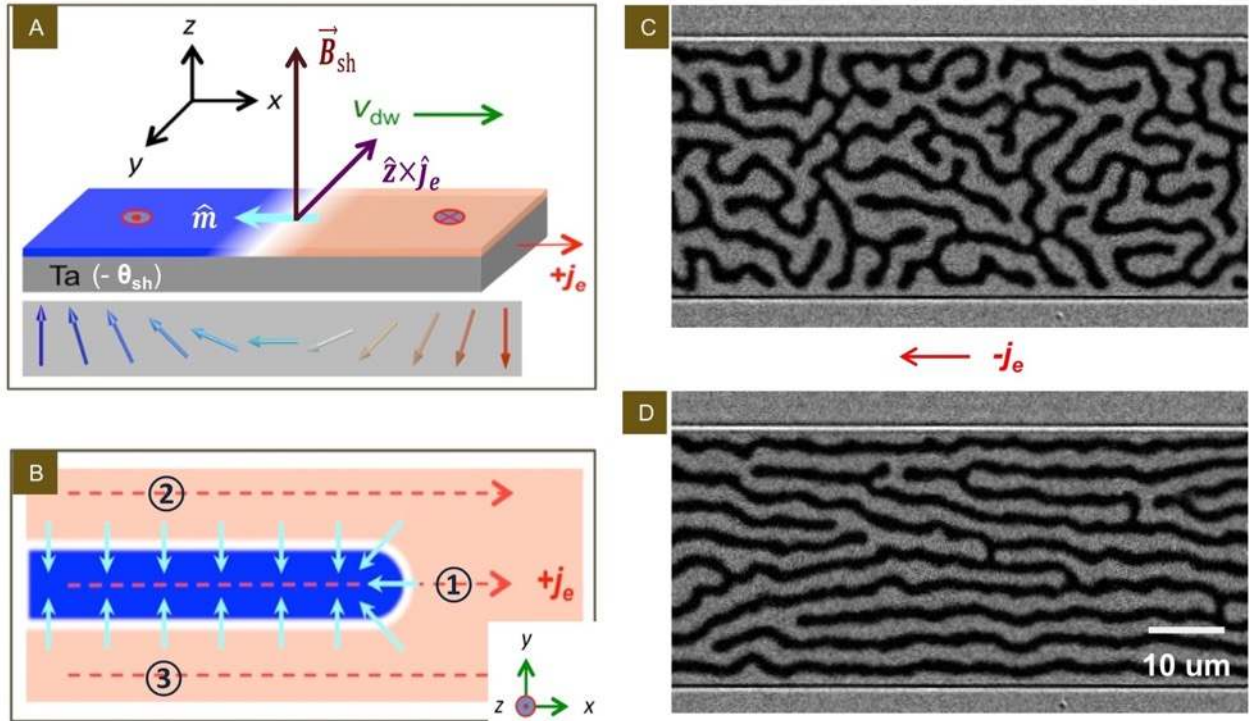 A
z
x
y
B⃗sh
vdw
ẑ×ĵe
m̂
Ta (- θsh)
+je
B
②
①
+je
③
y
z
x
C
-je
D
10 um